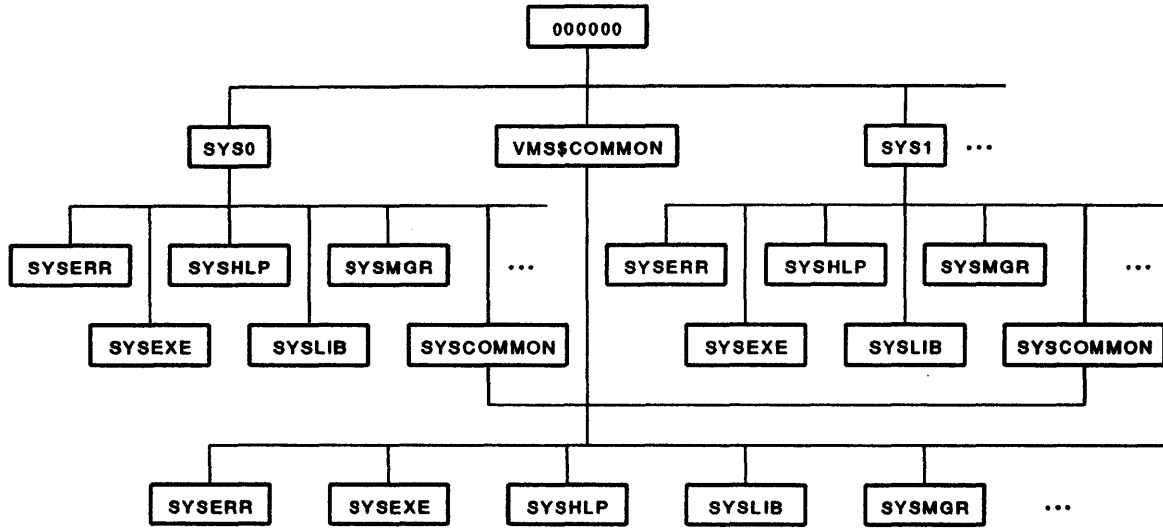 000000
SYS0 VMS$COMMON SYS1 ...
SYSERR SYSHLP SYSMGR ... SYSERR SYSHLP SYSMGR ...
SYSEXE SYSLIB SYSCOMMON SYSEXE SYSLIB SYSCOMMON
SYSERR SYSEXE SYSHLP SYSLIB SYSMGR ...